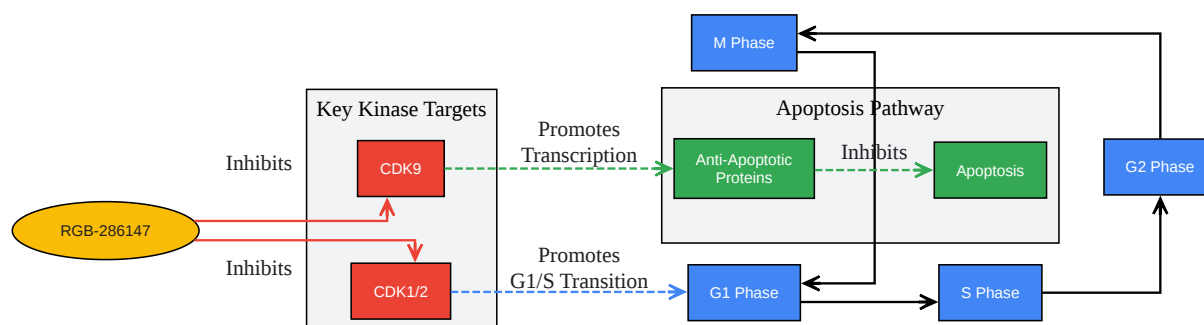 M Phase
Key Kinase Targets
Apoptosis Pathway
Promotes
Transcription
Inhibits
CDK9
Anti-Apoptotic
Proteins
Inhibits
Apoptosis
G2 Phase
RGB-286147
Inhibits
CDK1/2
Promotes
G1/S Transition
G1 Phase
S Phase